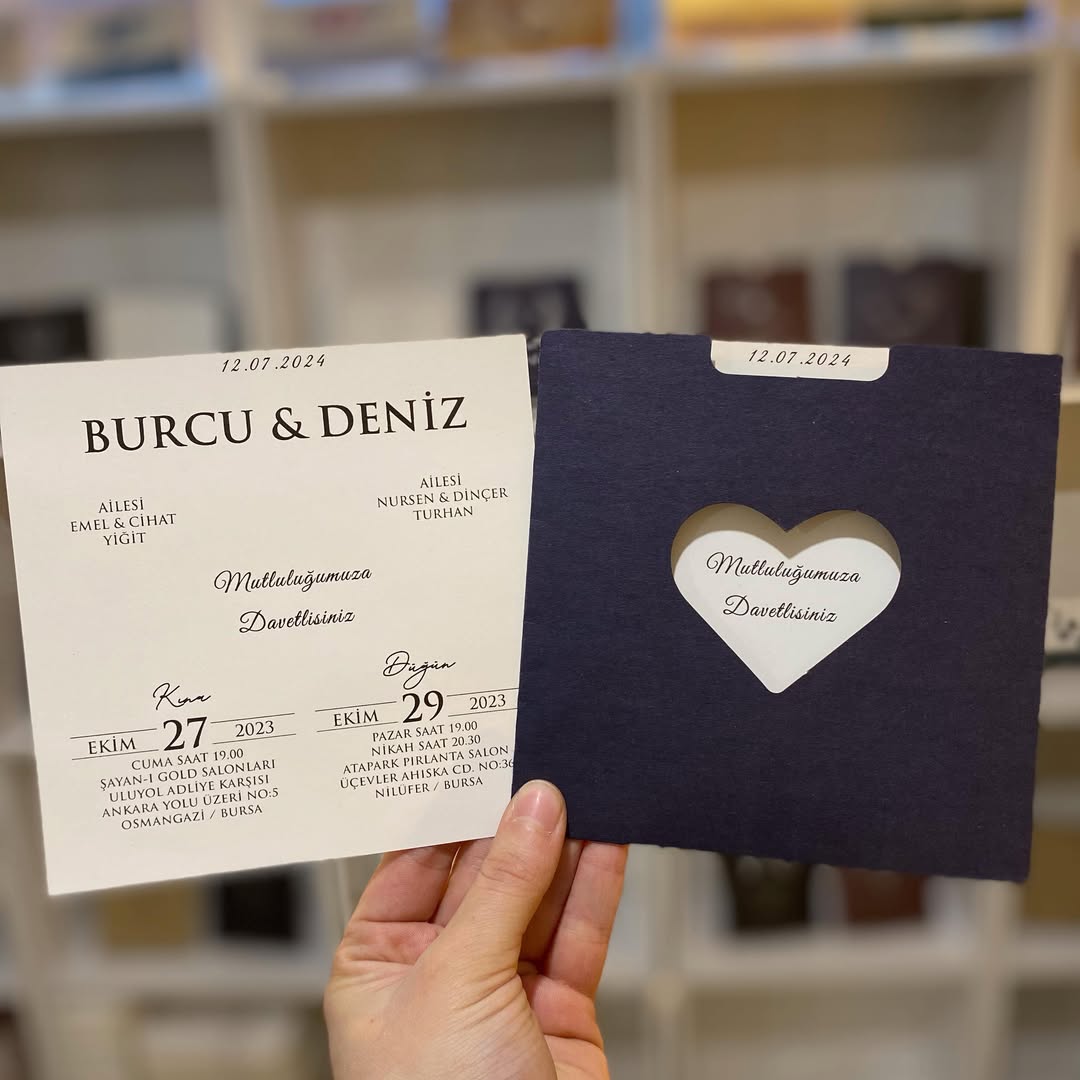 12.07.2024
BURCU & DENİZ
AİLESİ
EMEL & CİHAT
YİĞİT
AİLESİ
NURSEN & DİNÇER
TURHAN
Mutluluğumuza
Davetlisiniz
Kına
EKİM 27 2023
CUMA SAAT 19.00
ŞAYAN-I GOLD SALONLARI
ULUYOL ADLİYE KARŞISI
ANKARA YOLU ÜZERİ NO:5
OSMANGAZİ / BURSA
Düğün
EKİM 29 2023
PAZAR SAAT 19.00
NİKAH SAAT 20.30
ATAPARK PIRLANTA SALON
ÜÇEVLER AHISKA CD. NO:36
NİLÜFER / BURSA
12.07.2024
Mutluluğumuza
Davetlisiniz